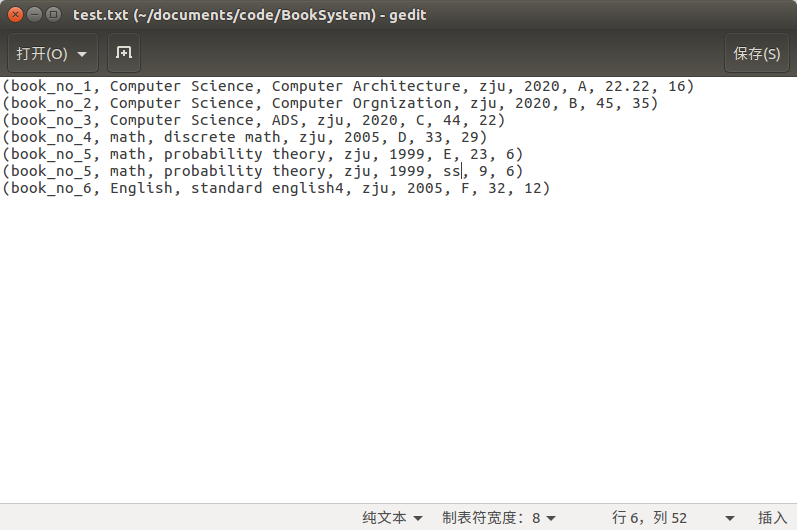 test.txt (~/documents/code/BookSystem) - gedit
打开(O) 保存(S)
(book_no_1, Computer Science, Computer Architecture, zju, 2020, A, 22.22, 16)
(book_no_2, Computer Science, Computer Orgnization, zju, 2020, B, 45, 35)
(book_no_3, Computer Science, ADS, zju, 2020, C, 44, 22)
(book_no_4, math, discrete math, zju, 2005, D, 33, 29)
(book_no_5, math, probability theory, zju, 1999, E, 23, 6)
(book_no_5, math, probability theory, zju, 1999, ss, 9, 6)
(book_no_6, English, standard english4, zju, 2005, F, 32, 12)
纯文本 制表符宽度：8 行 6，列 52 插入